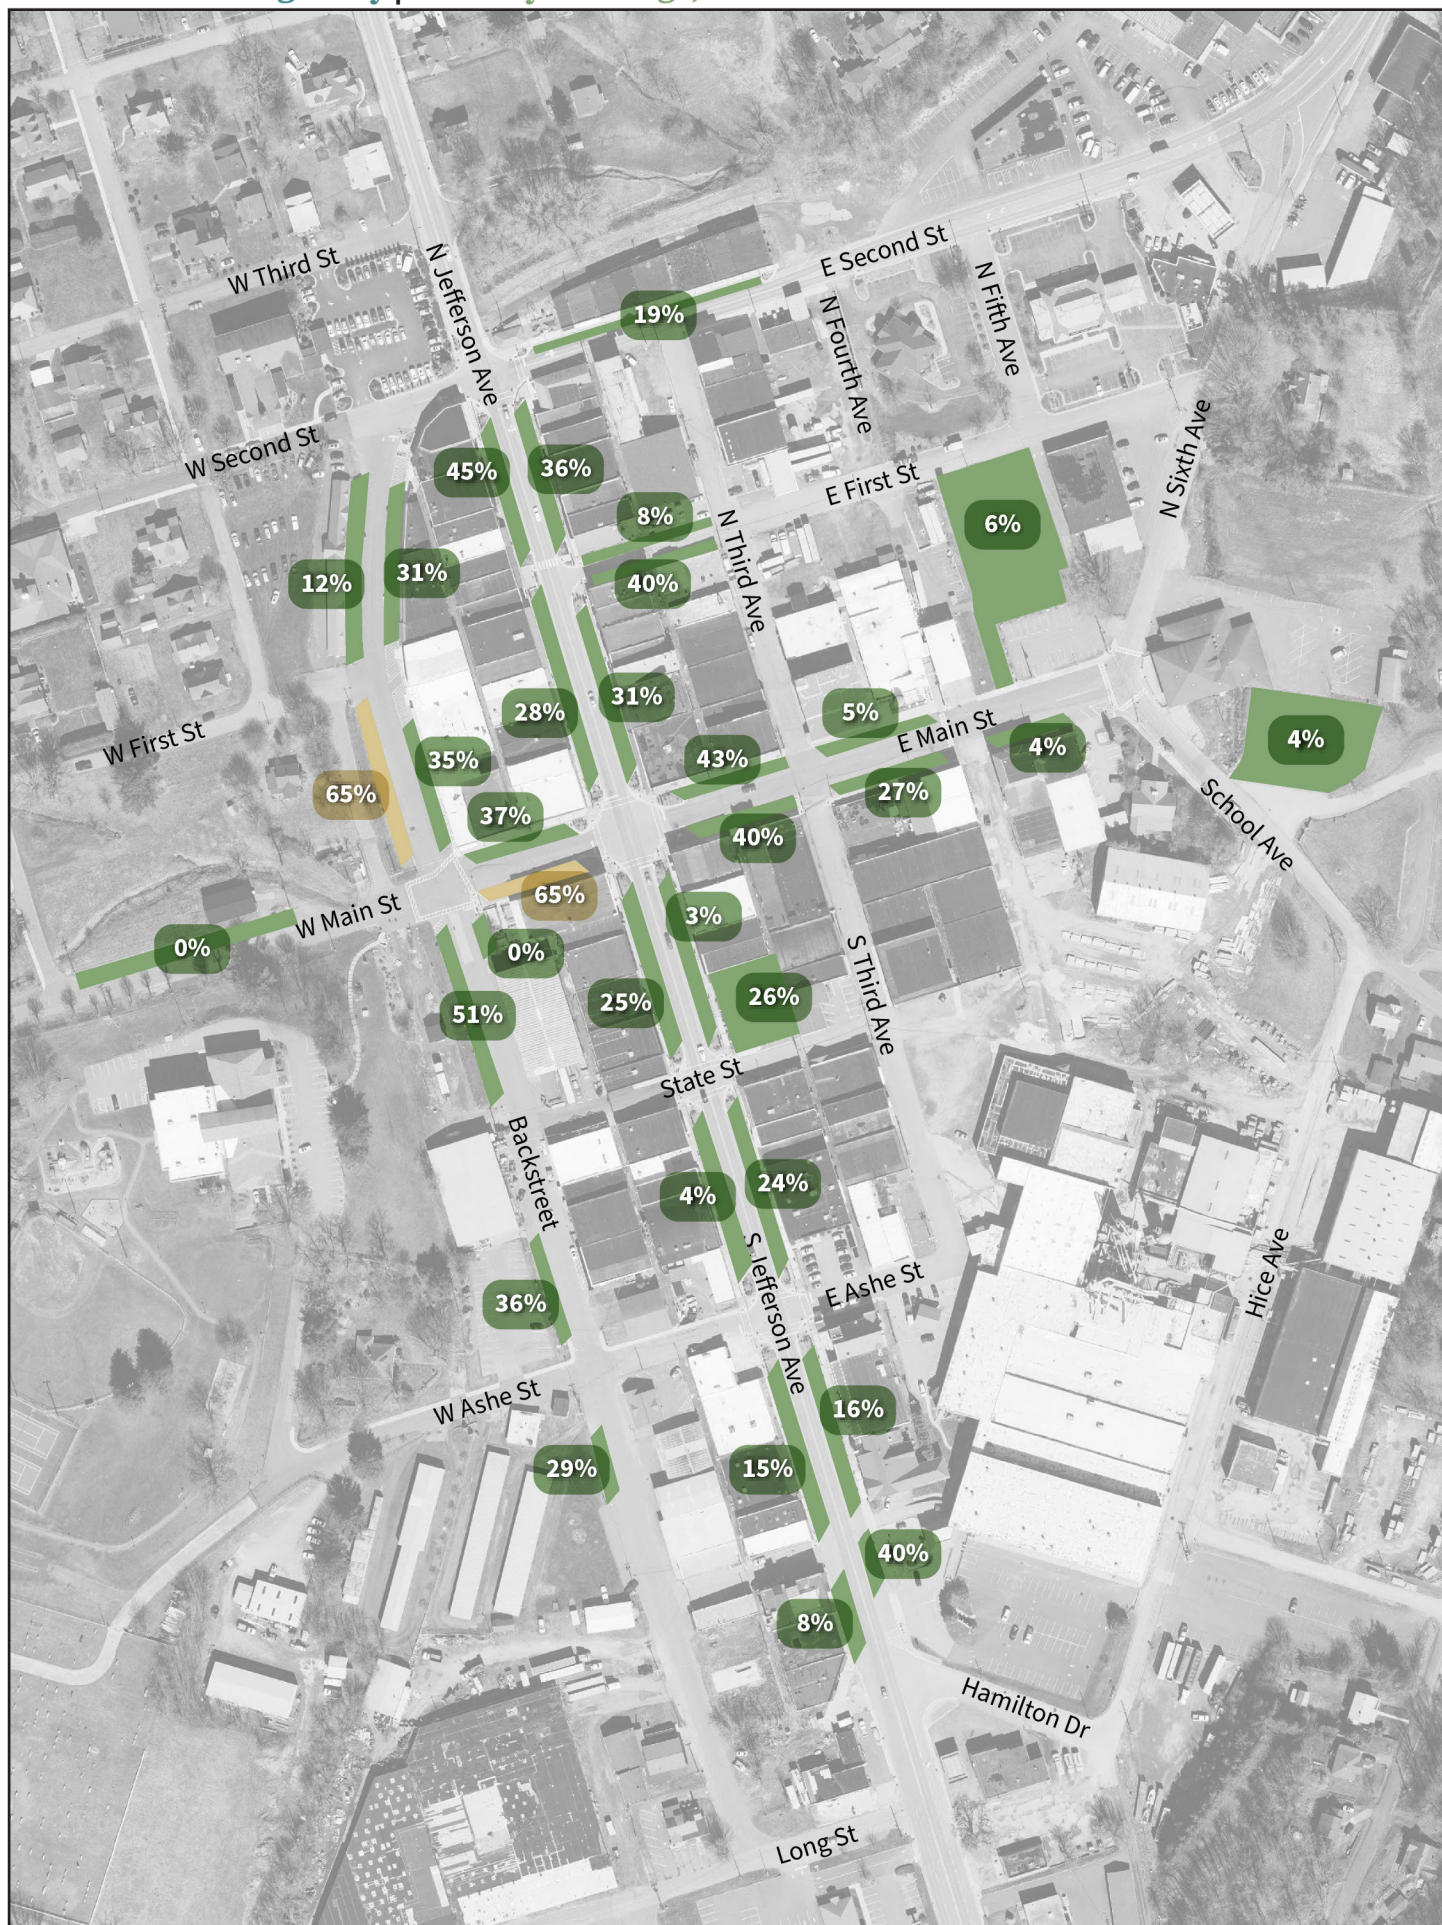 W Third St
N Jefferson Ave
E Second St
N Fourth Ave
N Fifth Ave
19%
W Second St
45%
36%
E First St
N Sixth Ave
8%
6%
N Third Ave
12%
31%
40%
W First St
28%
31%
5%
E Main St
35%
43%
4%
4%
65%
37%
27%
School Ave
40%
65%
W Main St
3%
0%
0%
51%
25%
26%
S Third Ave
State St
Backstreet
4%
24%
S Jefferson Ave
E Ashe St
Hice Ave
36%
W Ashe St
16%
29%
15%
40%
8%
Hamilton Dr
Long St